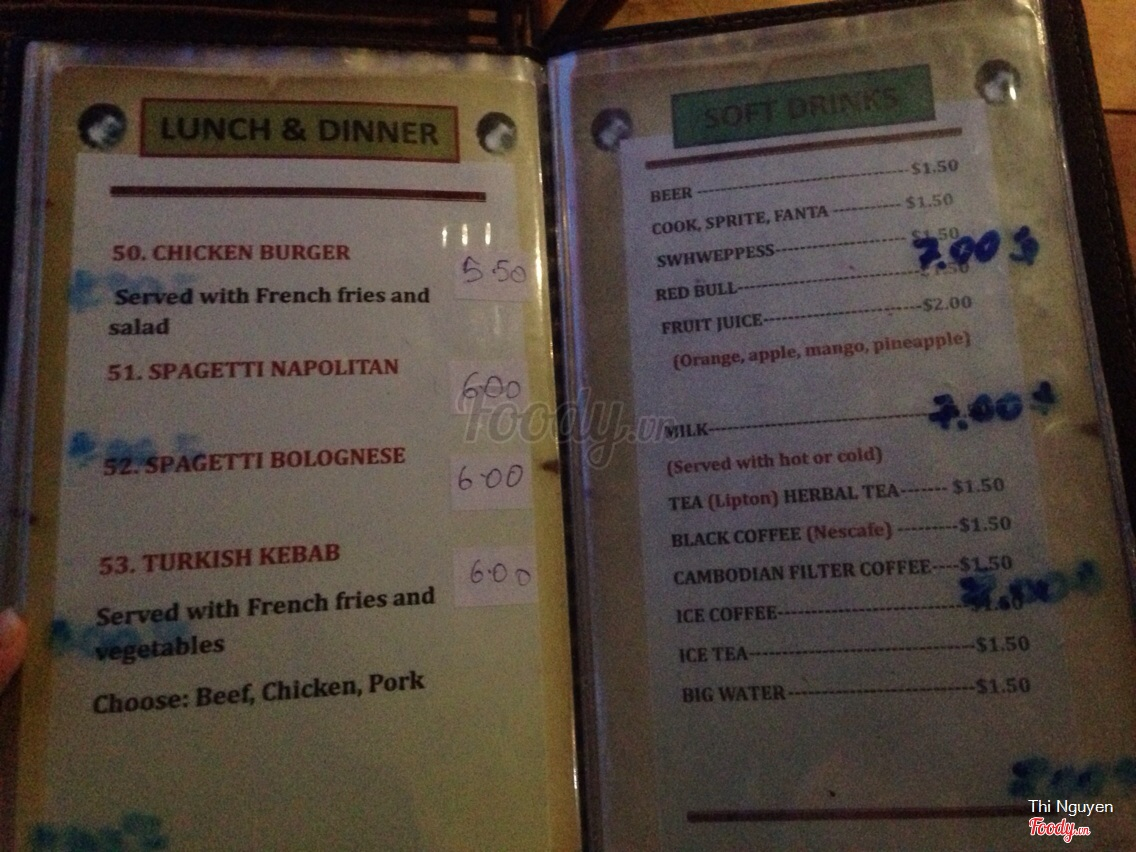 LUNCH & DINNER
50. CHICKEN BURGER
5.50
Served with French fries and
salad
51. SPAGETTI NAPOLITAN
6.00
52. SPAGETTI BOLOGNESE
6.00
53. TURKISH KEBAB
6.00
Served with French fries and
vegetables
Choose: Beef, Chicken, Pork
SOFT DRINKS
BEER ------------------------------$1.50
COOK, SPRITE, FANTA ----------$1.50
SWHWEPPESS--------------------$1.50
RED BULL--------------------------
FRUIT JUICE-----------------------$2.00
(Orange, apple, mango, pineapple)
MILK--------------------------------
(Served with hot or cold)
TEA (Lipton) HERBAL TEA------- $1.50
BLACK COFFEE (Nescafe) ---------$1.50
CAMBODIAN FILTER COFFEE----$1.50
ICE COFFEE-------------------------
ICE TEA-----------------------------$1.50
BIG WATER-------------------------$1.50
Foody.vn
Thi Nguyen
Foody.vn